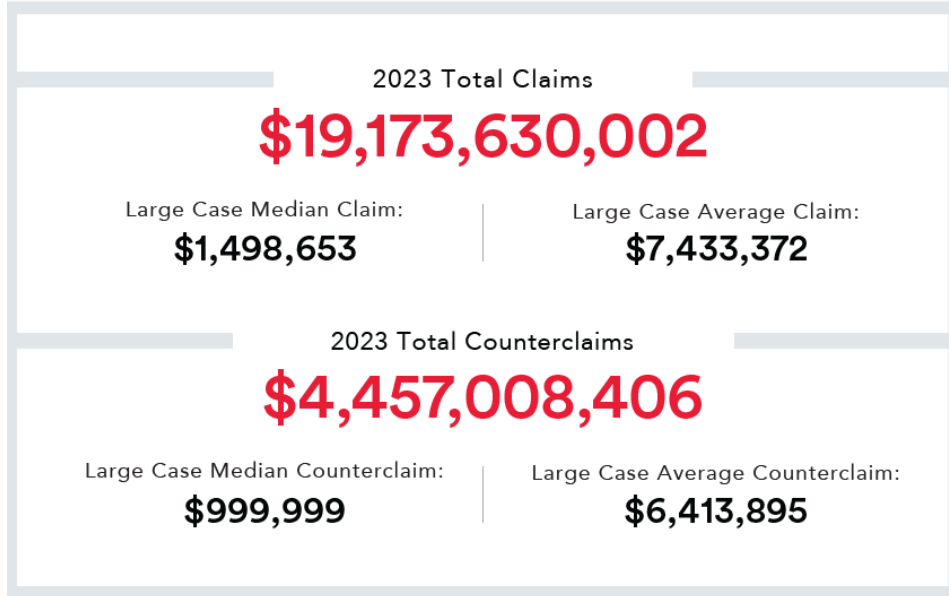 2023 Total Claims
$19,173,630,002
Large Case Median Claim:
$1,498,653
Large Case Average Claim:
$7,433,372
2023 Total Counterclaims
$4,457,008,406
Large Case Median Counterclaim:
$999,999
Large Case Average Counterclaim:
$6,413,895